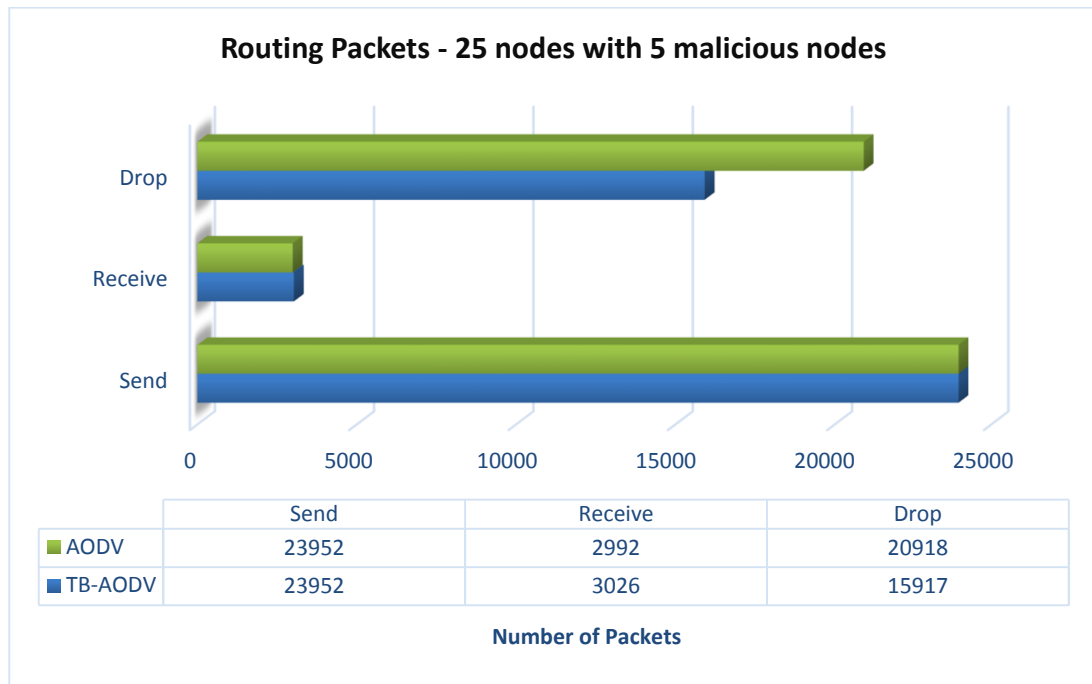 Routing Packets - 25 nodes with 5 malicious nodes
Drop
Receive
Send
0 5000 10000 15000 20000 25000
Send Receive Drop
AODV 23952 2992 20918
TB-AODV 23952 3026 15917
Number of Packets